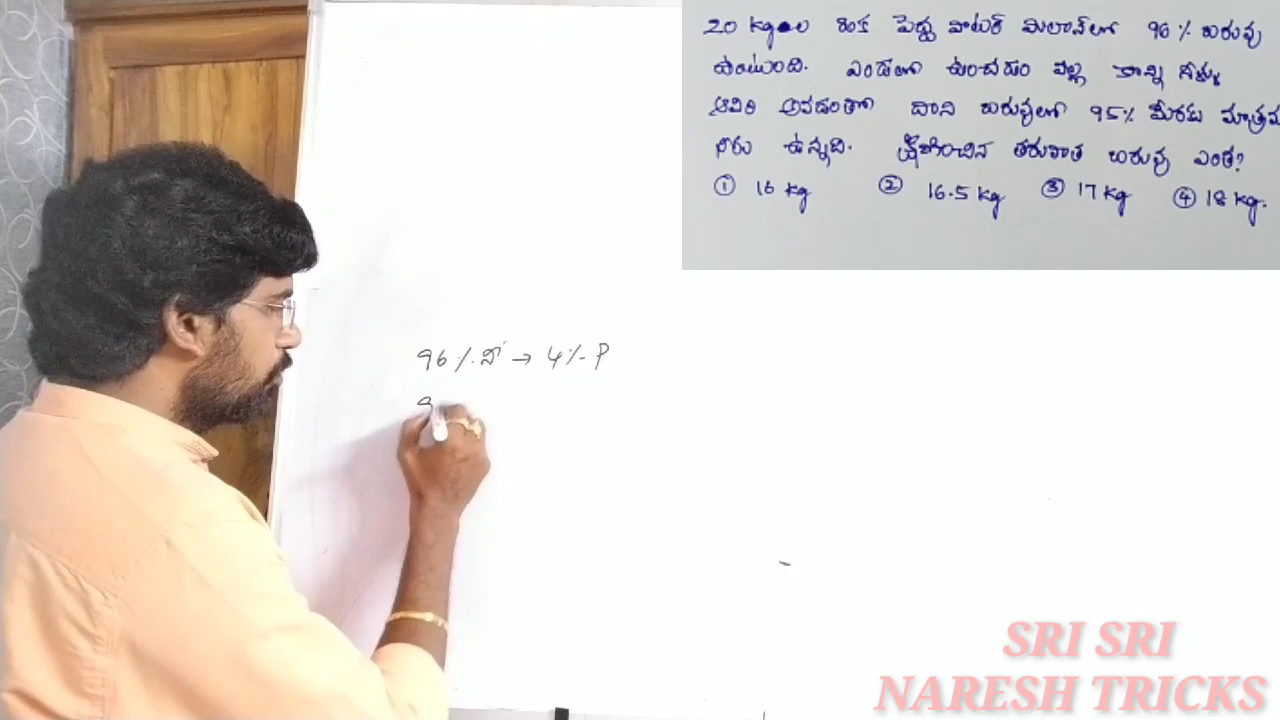 20 kgల ఒక పెద్ద వాటర్ మిలాన్‌లో 96% బరువు
ఉంటుంది. ఎండలో ఉంచడం వల్ల కొన్ని నీళ్ళు
ఆవిరి అవడంతో దాని బరువులో 95% మేరకు మాత్రమ
నీరు ఉన్నది. క్షీణించిన తరువాత బరువు ఎంత?
① 16 kg ② 16.5 kg ③ 17 kg ④ 18 kg.
96% నీ → 4% P
9
SRI SRI
NARESH TRICKS